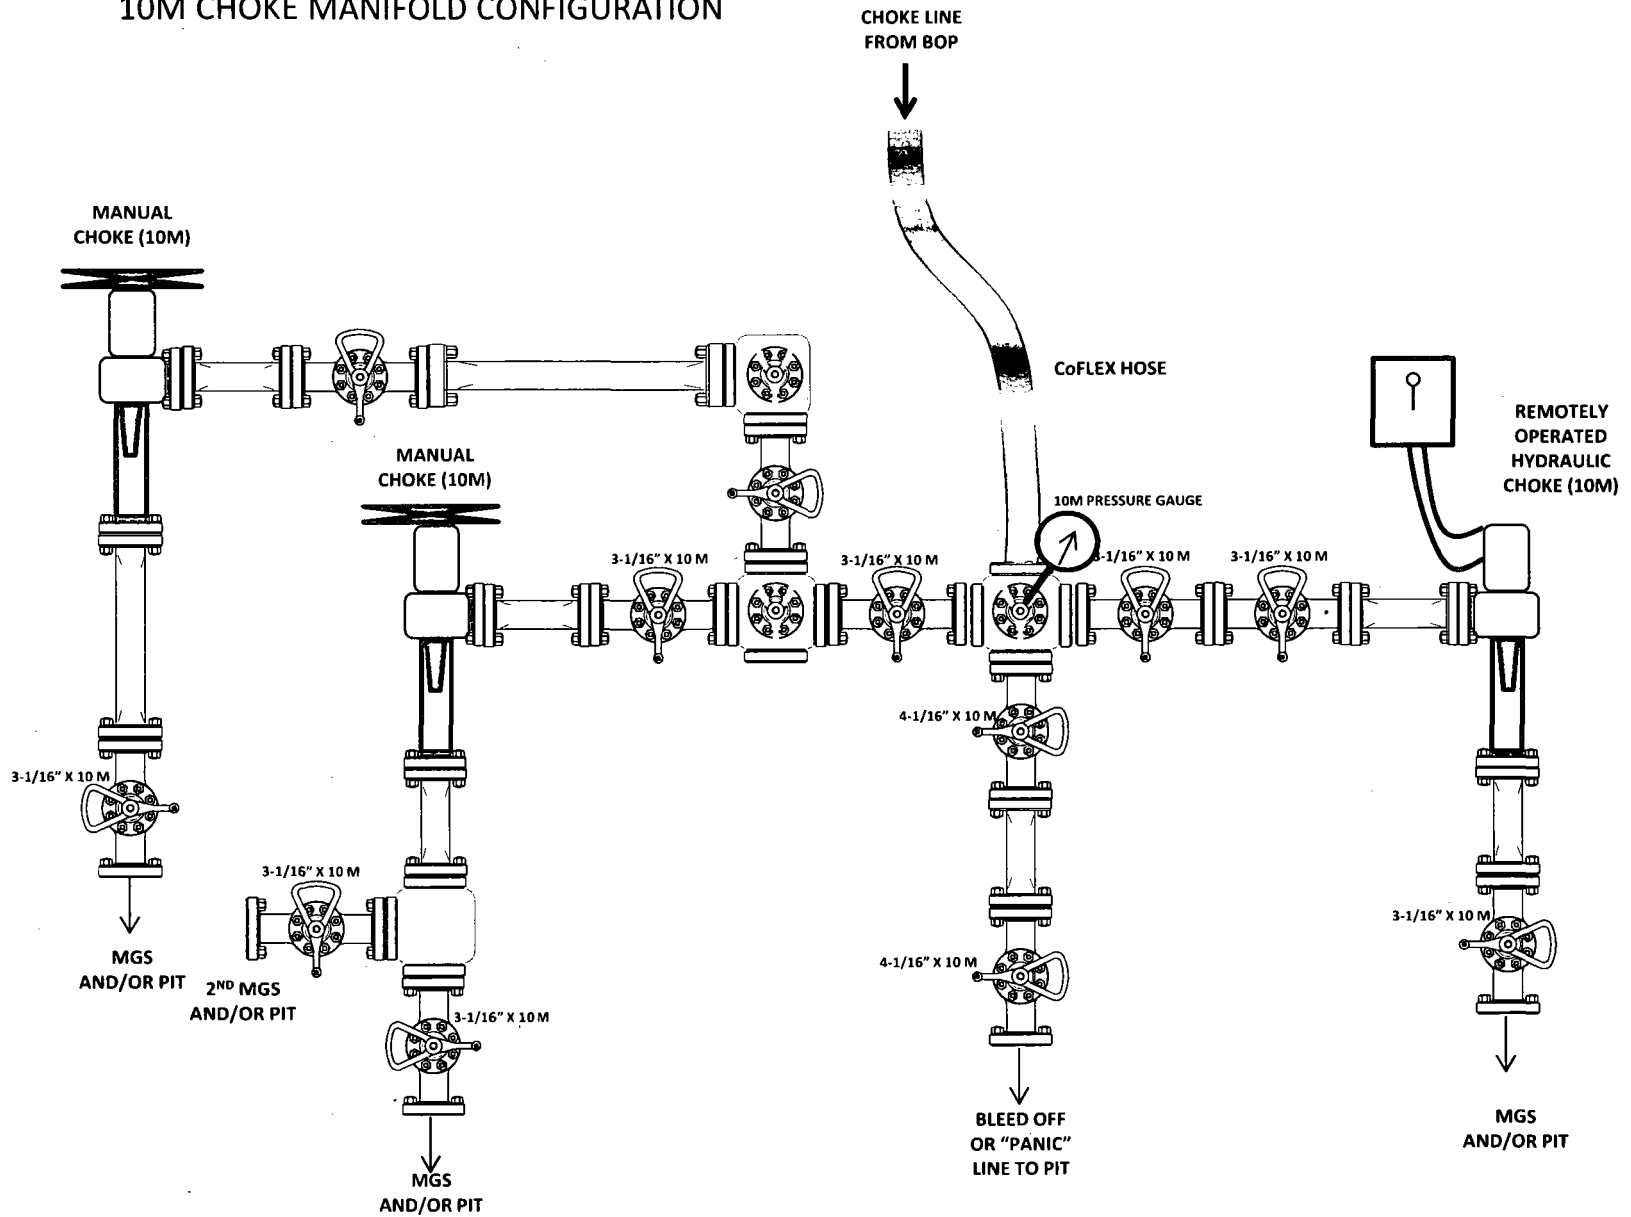 10M CHOKE MANIFOLD CONFIGURATION
CHOKE LINE
FROM BOP
MANUAL
CHOKE (10M)
CoFLEX HOSE
REMOTELY
OPERATED
HYDRAULIC
CHOKE (10M)
MANUAL
CHOKE (10M)
10M PRESSURE GAUGE
3-1/16" X 10 M
3-1/16" X 10 M
3-1/16" X 10 M
3-1/16" X 10 M
4-1/16" X 10 M
3-1/16" X 10 M
3-1/16" X 10 M
3-1/16" X 10 M
MGS
AND/OR PIT
2ND MGS
AND/OR PIT
4-1/16" X 10 M
3-1/16" X 10 M
BLEED OFF
OR “PANIC”
LINE TO PIT
MGS
AND/OR PIT
MGS
AND/OR PIT